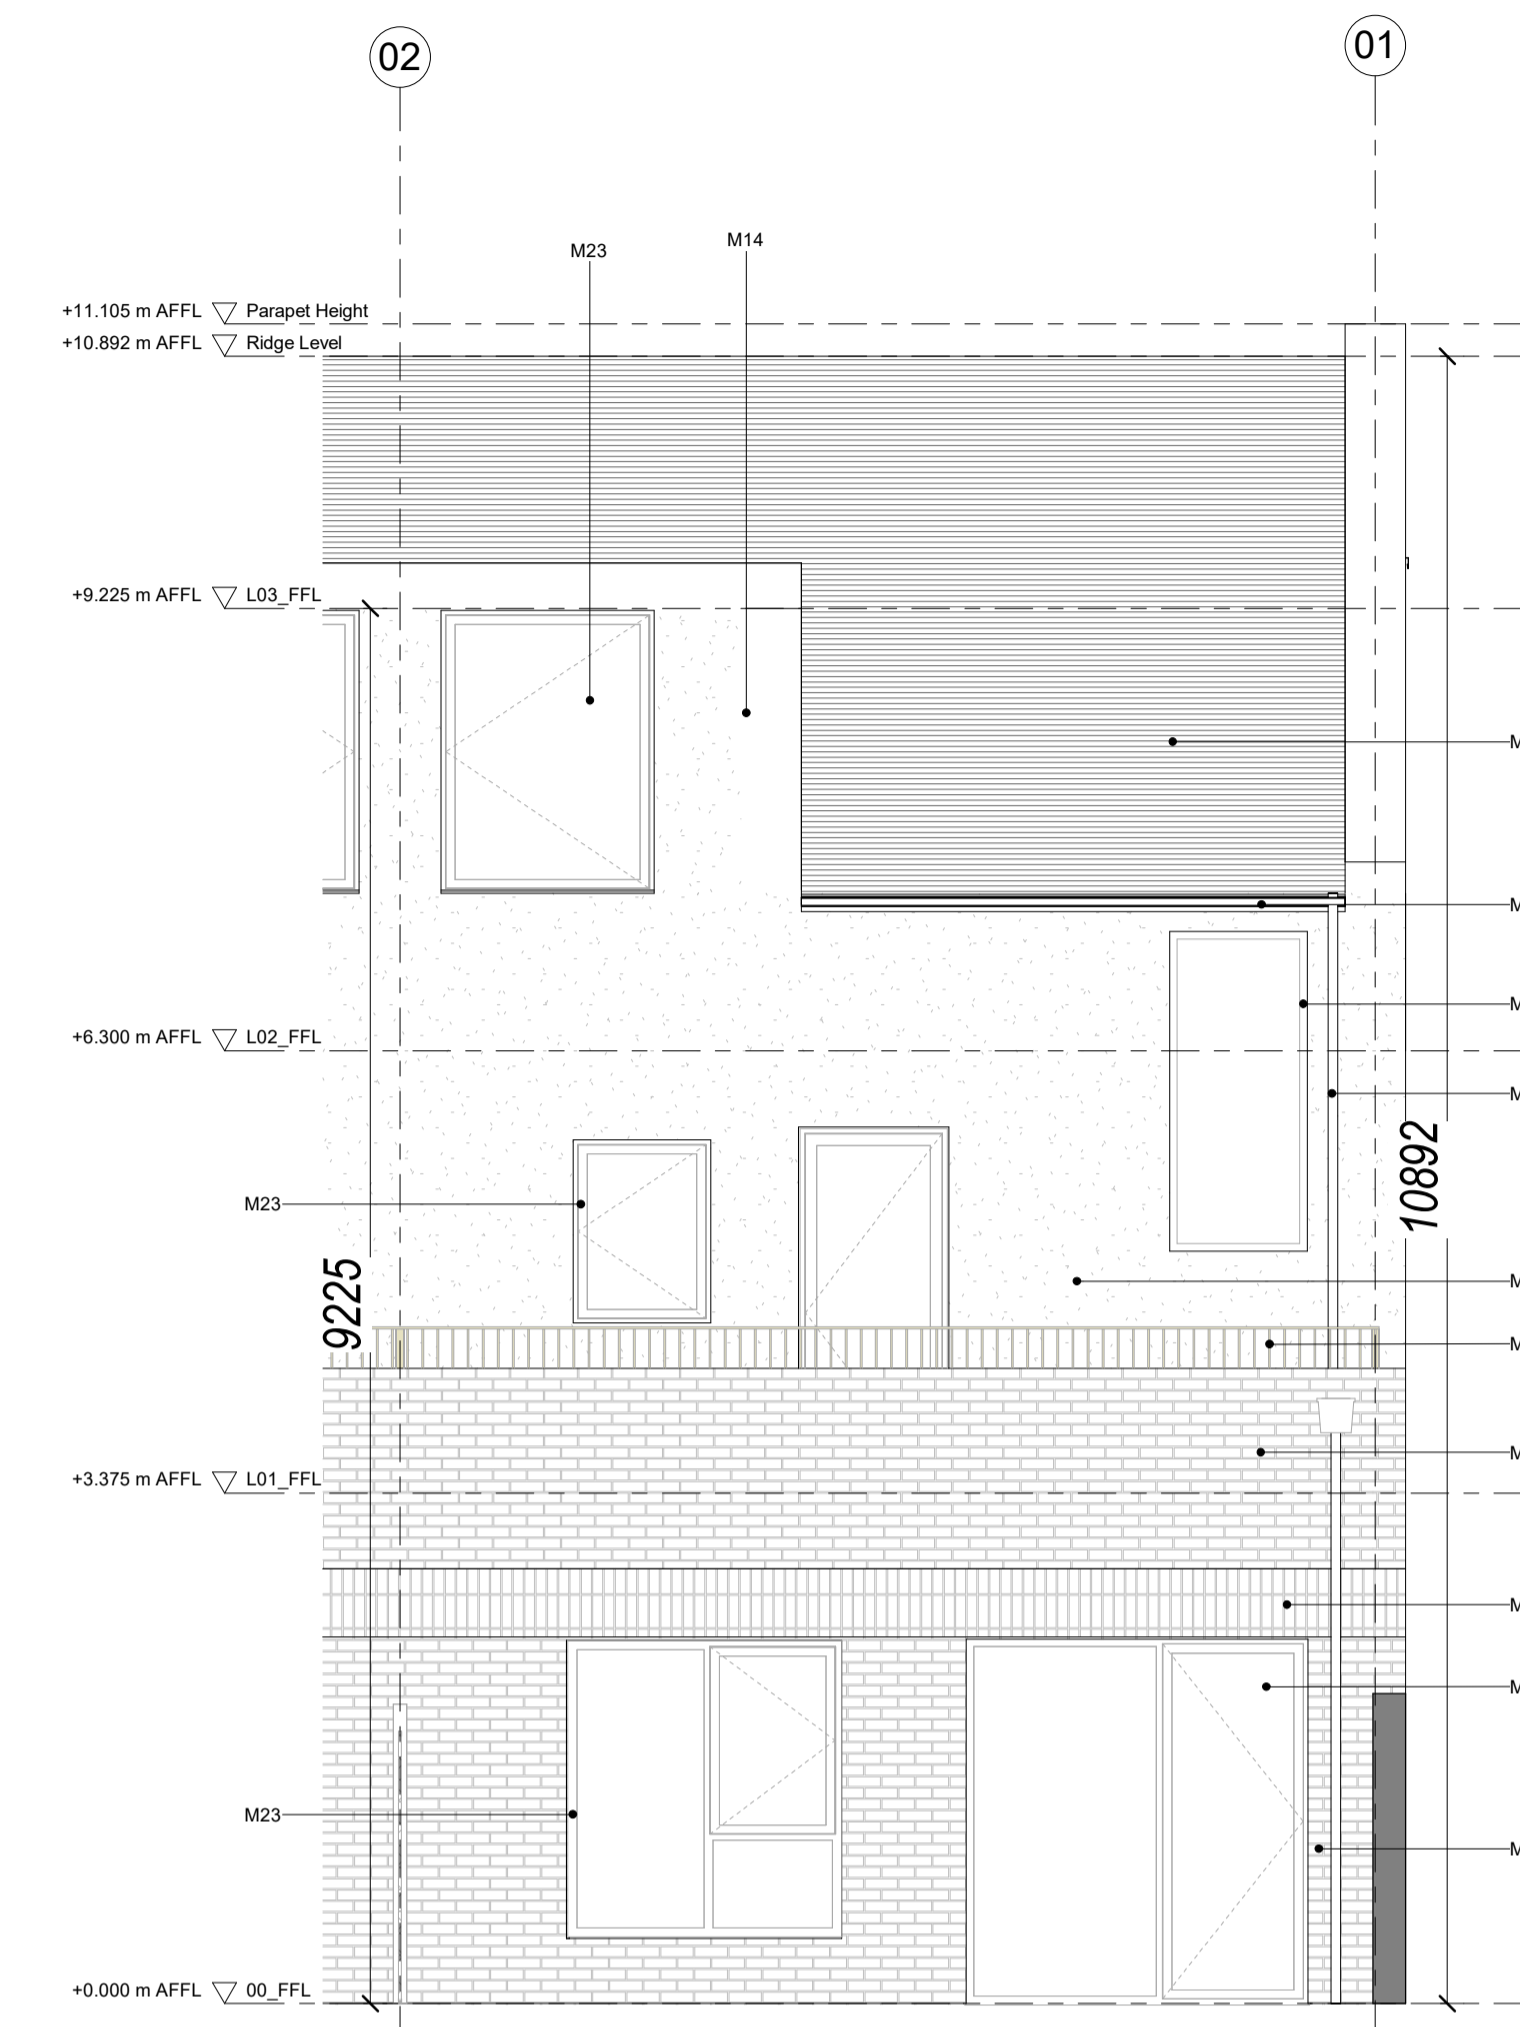 02
01
M23
M14
+11.105 m AFFL Parapet Height
+10.892 m AFFL Ridge Level
+9.225 m AFFL L03_FFL
M
M
M
+6.300 m AFFL L02_FFL
M
10892
M23
M
9225
M
M
+3.375 m AFFL L01_FFL
M
M
M23
M
+0.000 m AFFL 00_FFL